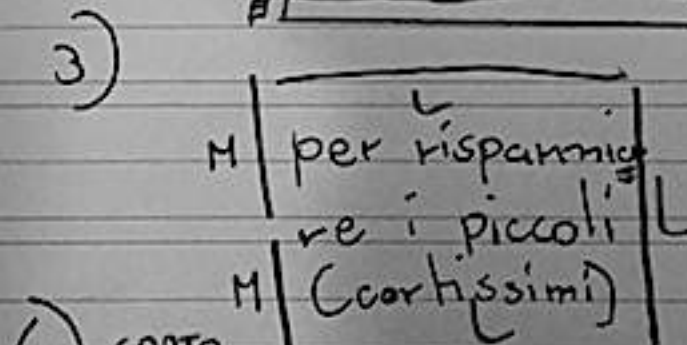 3)
M per risparmia
re i piccoli L
M (cortissimi)